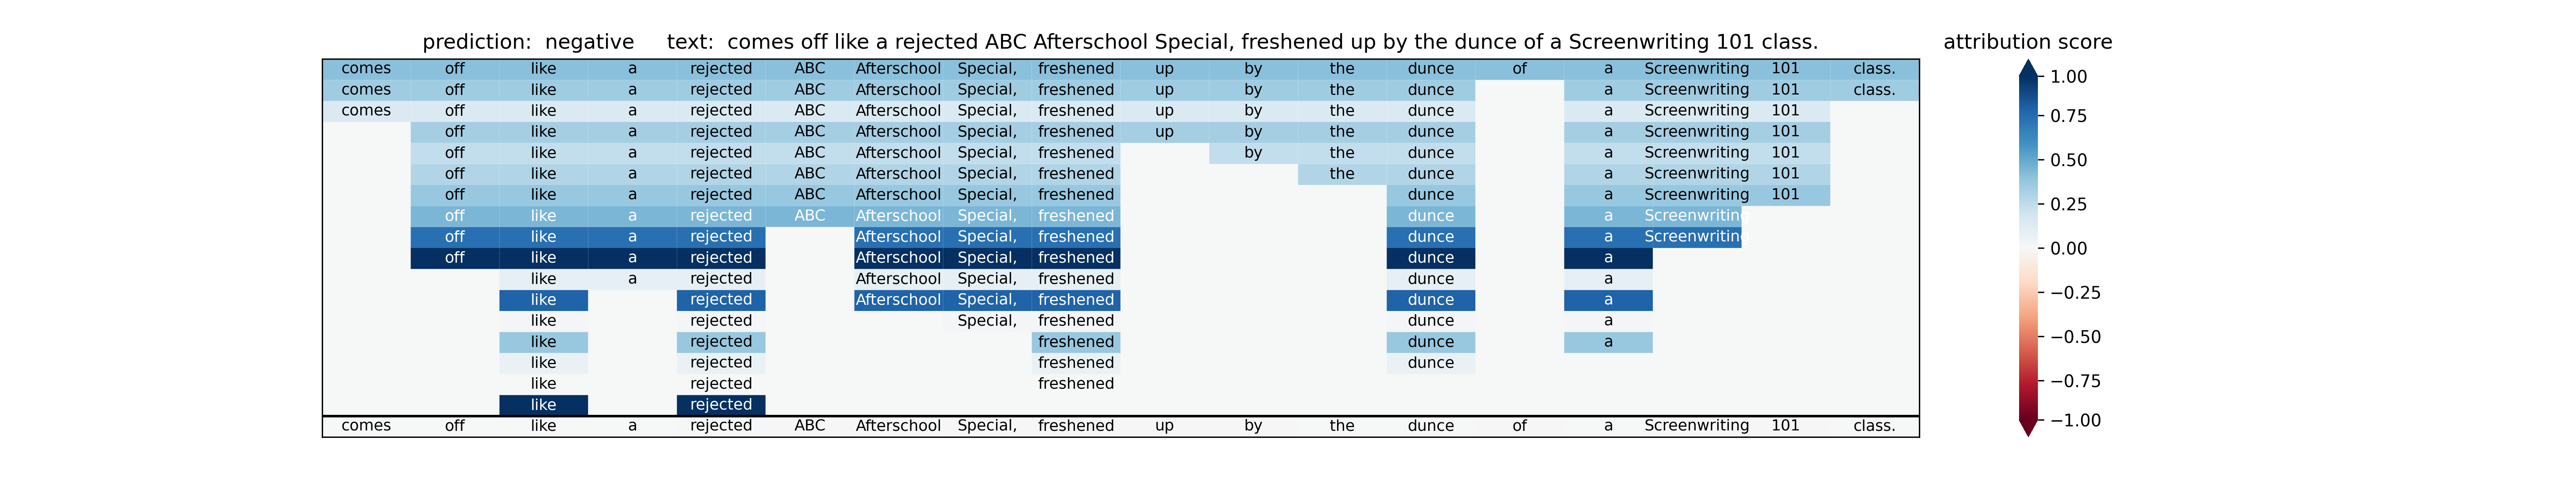 prediction: negative text: comes off like a rejected ABC Afterschool Special, freshened up by the dunce of a Screenwriting 101 class.
attribution score
comes off like a rejected ABC Afterschool Special, freshened up by the dunce of a Screenwriting 101 class.
comes off like a rejected ABC Afterschool Special, freshened up by the dunce a Screenwriting 101 class.
comes off like a rejected ABC Afterschool Special, freshened up by the dunce a Screenwriting 101
off like a rejected ABC Afterschool Special, freshened up by the dunce a Screenwriting 101
off like a rejected ABC Afterschool Special, freshened by the dunce a Screenwriting 101
off like a rejected ABC Afterschool Special, freshened the dunce a Screenwriting 101
off like a rejected ABC Afterschool Special, freshened dunce a Screenwriting 101
off like a rejected ABC Afterschool Special, freshened dunce a Screenwriting
off like a rejected Afterschool Special, freshened dunce a Screenwriting
off like a rejected Afterschool Special, freshened dunce a
like a rejected Afterschool Special, freshened dunce a
like rejected Afterschool Special, freshened dunce a
like rejected Special, freshened dunce a
like rejected freshened dunce a
like rejected freshened dunce
like rejected freshened
like rejected
comes off like a rejected ABC Afterschool Special, freshened up by the dunce of a Screenwriting 101 class.
1.00
0.75
0.50
0.25
0.00
−0.25
−0.50
−0.75
−1.00